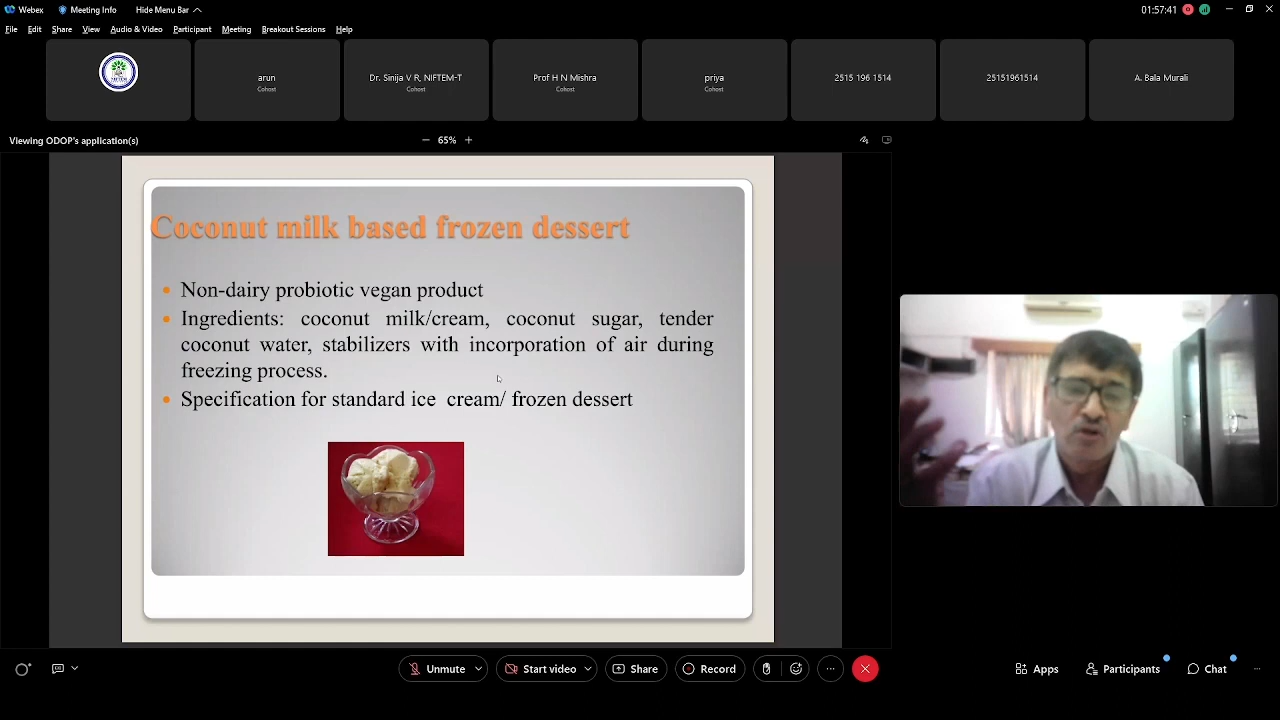 Webex
Meeting Info
Hide Menu Bar
01:57:41
File Edit Share View Audio & Video Participant Meeting Breakout Sessions Help
arun
Cohost
Dr. Sinija V R, NIFTEM-T
Cohost
Prof H N Mishra
Cohost
priya
Cohost
2515 196 1514
25151961514
A. Bala Murali
Viewing ODOP's application(s)
65%
Coconut milk based frozen dessert
Non-dairy probiotic vegan product
Ingredients: coconut milk/cream, coconut sugar, tender
coconut water, stabilizers with incorporation of air during
freezing process.
Specification for standard ice cream/ frozen dessert
Unmute
Start video
Share
Record
Apps
Participants
Chat